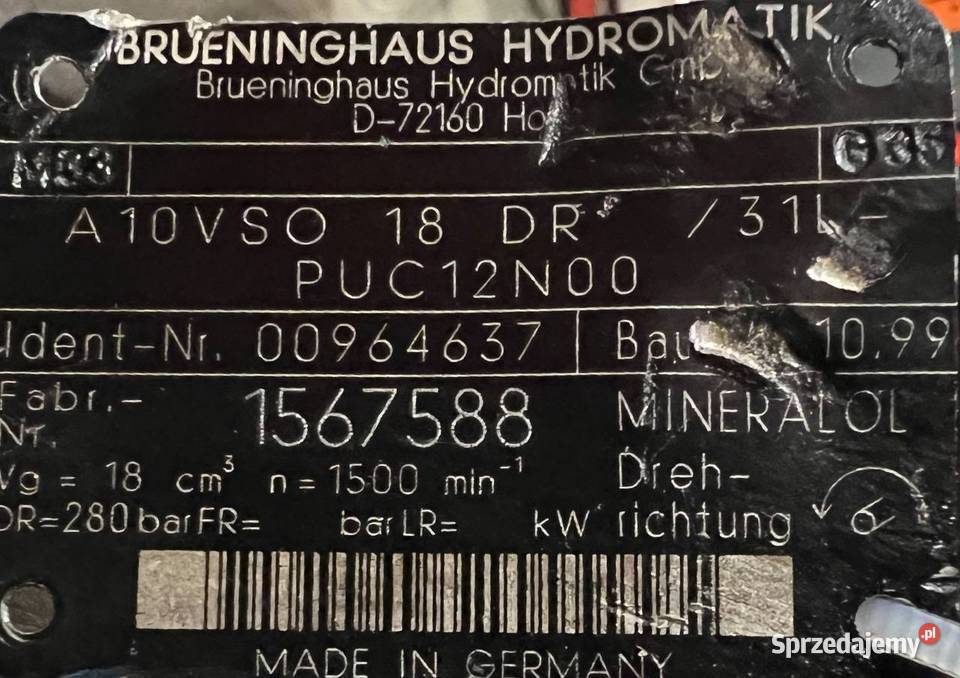 BRUENINGHAUS HYDROMATIK
Brueninghaus Hydromatik GmbH
D-72160
G35
A10VSO 18 DR /31L-
PUC12N00
Ident-Nr. 00964637 10.99
Fabr.-
Nr. 1567588 MINERALÖL
Vg = 18 cm³ n = 1500 min⁻¹ Dreh-
DR=280 bar FR= bar LR= kW richtung
MADE IN GERMANY
Sprzedajemy.pl